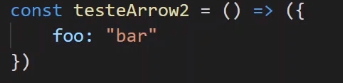 const testeArrow2 = () => ({
    foo: "bar"
})